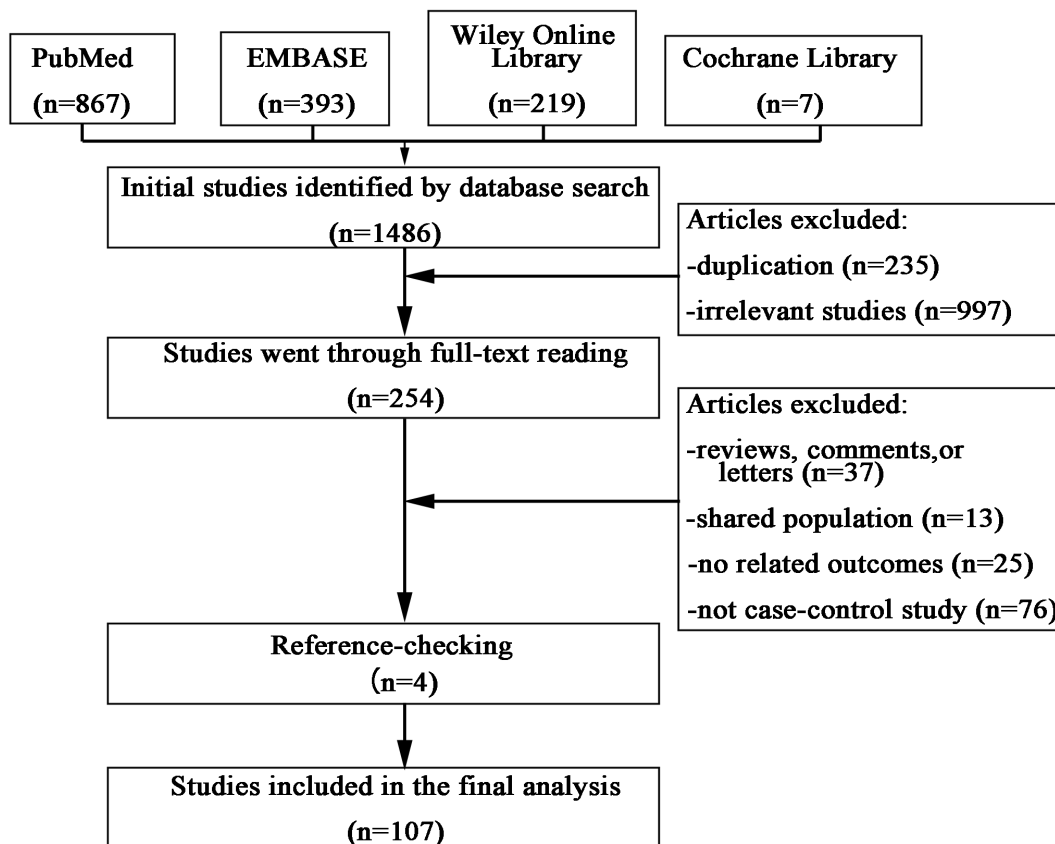 PubMed
(n=867)
EMBASE
(n=393)
Wiley Online
Library
(n=219)
Cochrane Library
(n=7)
Initial studies identified by database search
(n=1486)
Articles excluded:
-duplication (n=235)
-irrelevant studies (n=997)
Studies went through full-text reading
(n=254)
Articles excluded:
-reviews, comments,or
letters (n=37)
-shared population (n=13)
-no related outcomes (n=25)
-not case-control study (n=76)
Reference-checking
(n=4)
Studies included in the final analysis
(n=107)